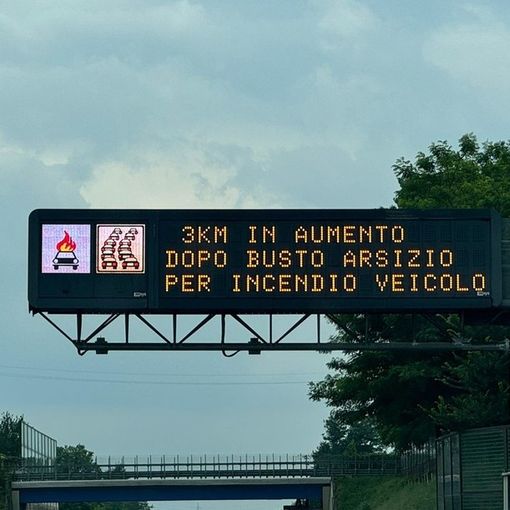 3KM IN AUMENTO
DOPO BUSTO ARSIZIO
PER INCENDIO VEICOLO